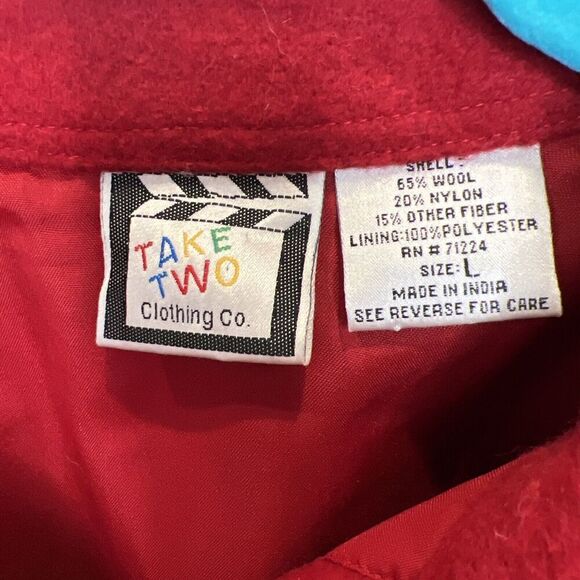 TAKE
TWO
Clothing Co.
SHELL:
65% WOOL
20% NYLON
15% OTHER FIBER
LINING:100%POLYESTER
RN # 71224
SIZE: L
MADE IN INDIA
SEE REVERSE FOR CARE